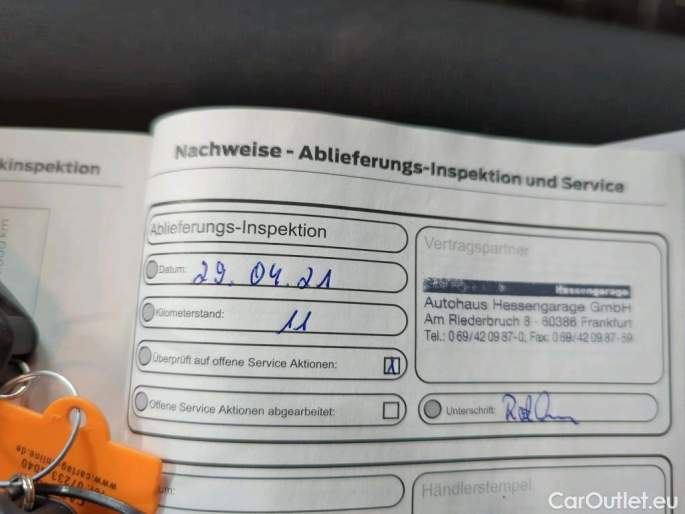 kinspektion
Nachweise - Ablieferungs-Inspektion und Service
Ablieferungs-Inspektion
Datum: 29.04.21
Kilometerstand: 11
Überprüft auf offene Service Aktionen: X
Offene Service Aktionen abgearbeitet:
Vertragspartner
Hessengarage
Autohaus Hessengarage GmbH
Am Riederbruch 8 - 60386 Frankfurt
Tel.: 069/42 09 87-0, Fax: 069/42 09 87-59
Unterschrift:
um:
Händlerstempel:
CarOutlet.eu